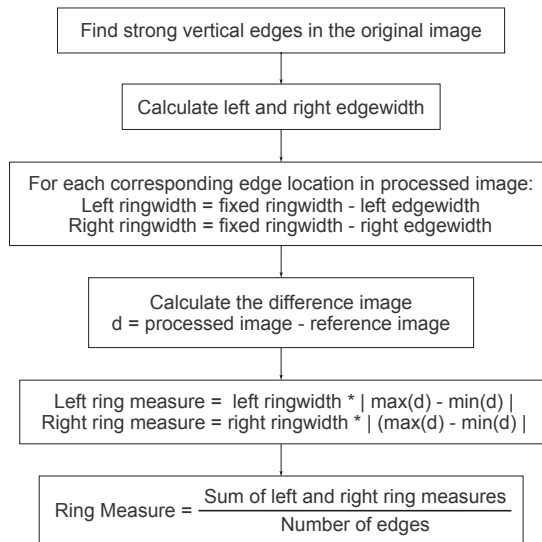 Find strong vertical edges in the original image
Calculate left and right edgewidth
For each corresponding edge location in processed image:
Left ringwidth = fixed ringwidth - left edgewidth
Right ringwidth = fixed ringwidth - right edgewidth
Calculate the difference image
d = processed image - reference image
Left ring measure = left ringwidth * | max(d) - min(d) |
Right ring measure = right ringwidth * | (max(d) - min(d) |
Ring Measure = Sum of left and right ring measures
Number of edges